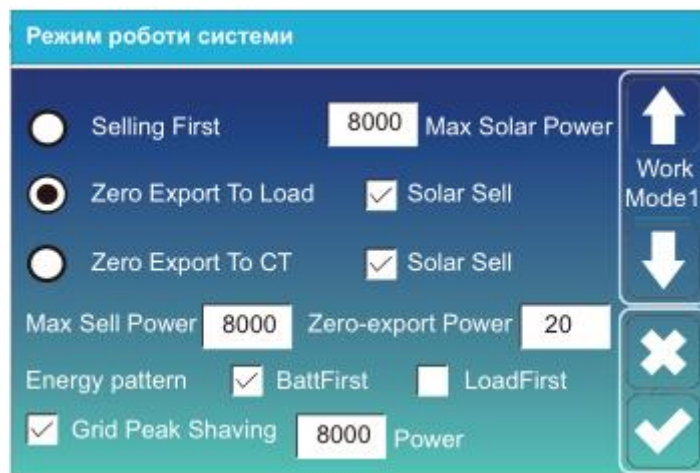 Режим роботи системи
Selling First 8000 Max Solar Power
Work
Zero Export To Load Solar Sell Mode1
Zero Export To CT Solar Sell
Max Sell Power 8000 Zero-export Power 20
Energy pattern BattFirst LoadFirst
Grid Peak Shaving 8000 Power